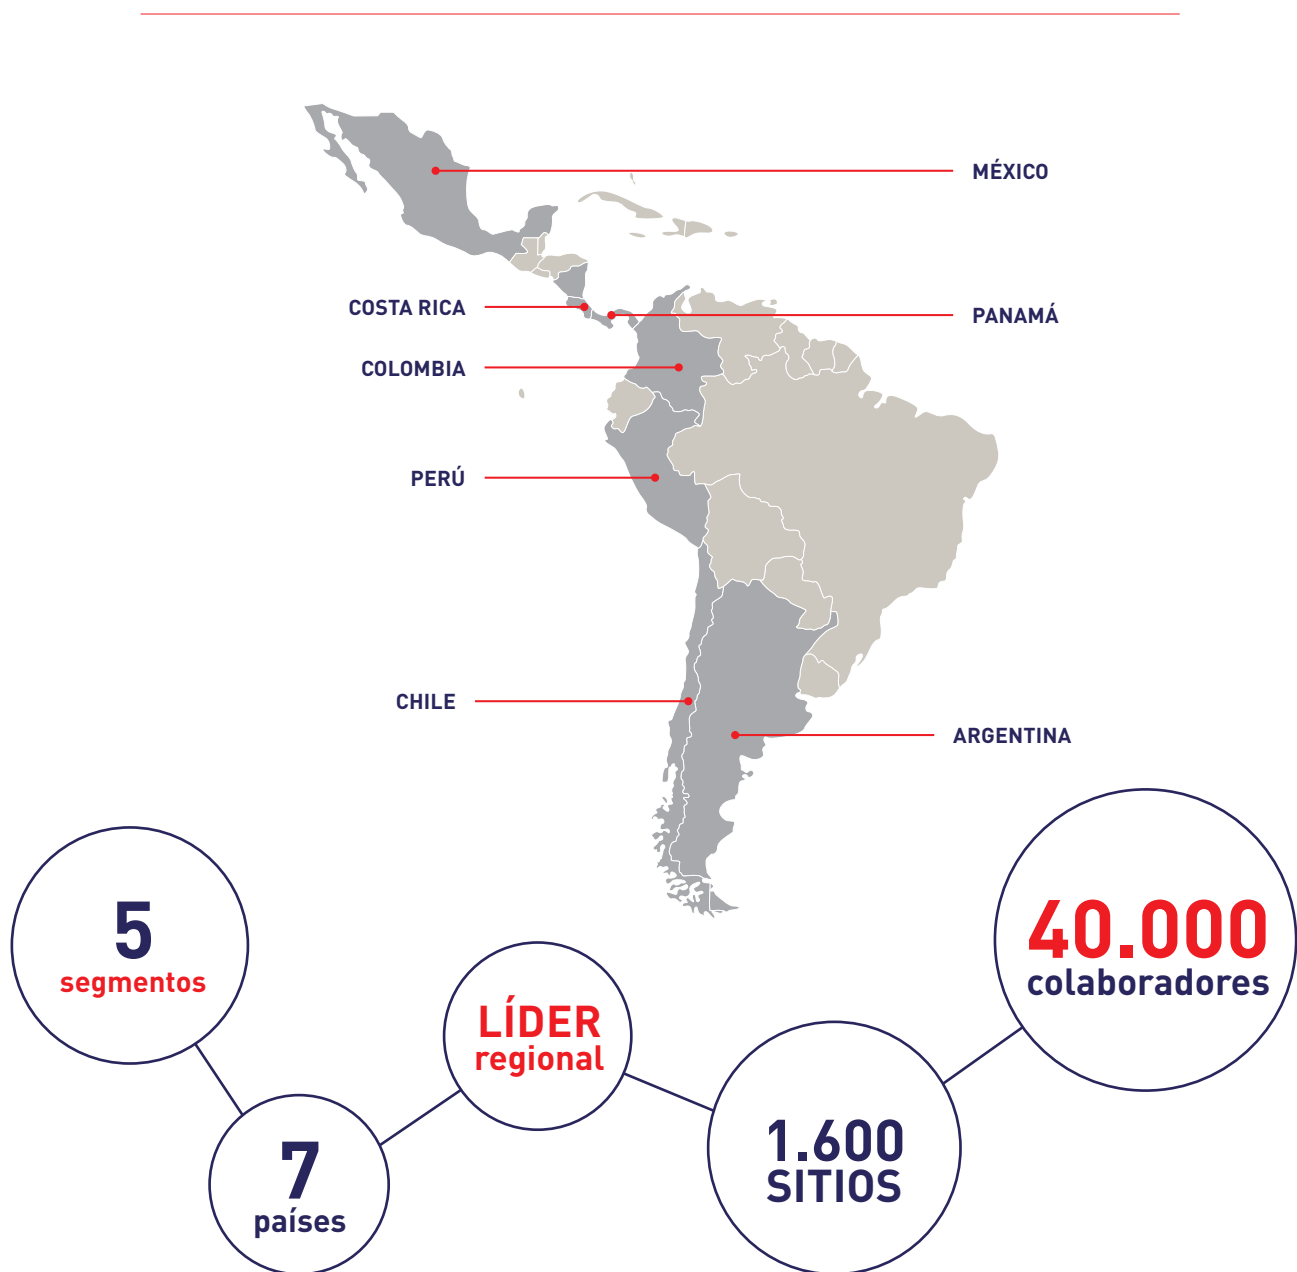 MÉXICO
COSTA RICA
PANAMÁ
COLOMBIA
PERÚ
CHILE
ARGENTINA
5
segmentos
7
países
LÍDER
regional
1.600
SITIOS
40.000
colaboradores